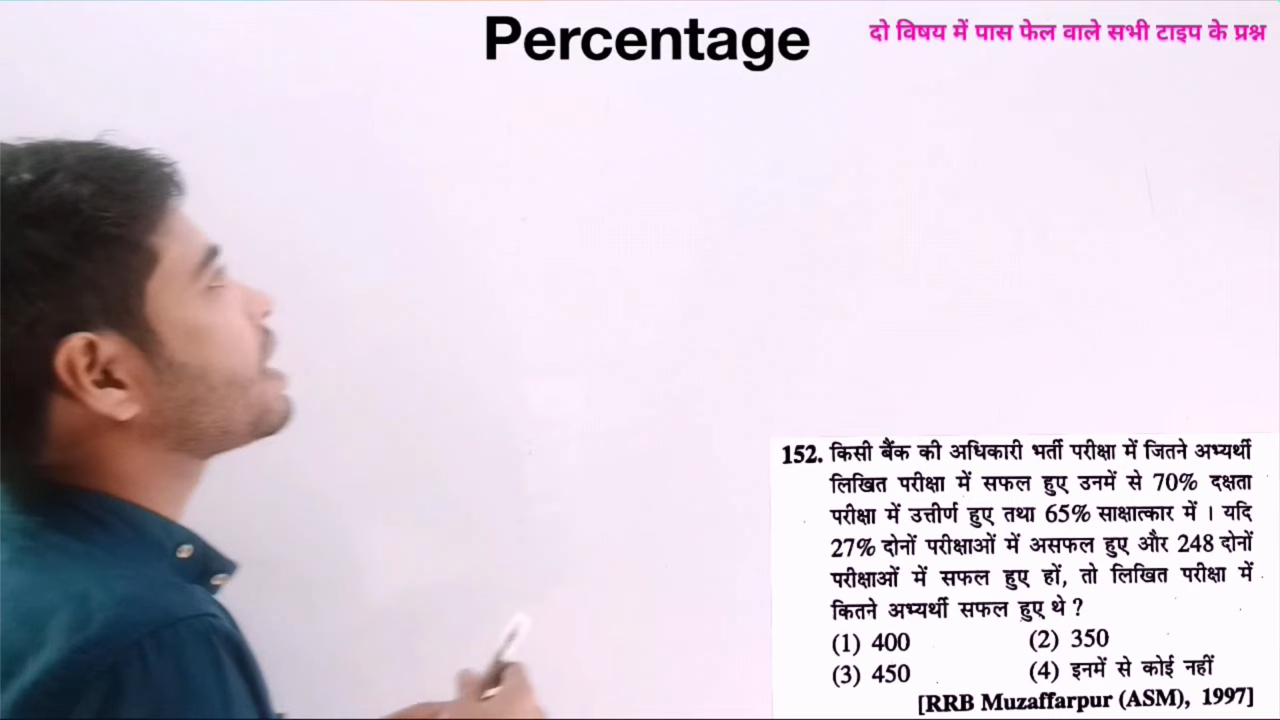 Percentage
दो विषय में पास फेल वाले सभी टाइप के प्रश्न
152. किसी बैंक की अधिकारी भर्ती परीक्षा में जितने अभ्यर्थी
लिखित परीक्षा में सफल हुए उनमें से 70% दक्षता
परीक्षा में उत्तीर्ण हुए तथा 65% साक्षात्कार में । यदि
27% दोनों परीक्षाओं में असफल हुए और 248 दोनों
परीक्षाओं में सफल हुए हों, तो लिखित परीक्षा में
कितने अभ्यर्थी सफल हुए थे ?
(1) 400 (2) 350
(3) 450 (4) इनमें से कोई नहीं
[RRB Muzaffarpur (ASM), 1997]